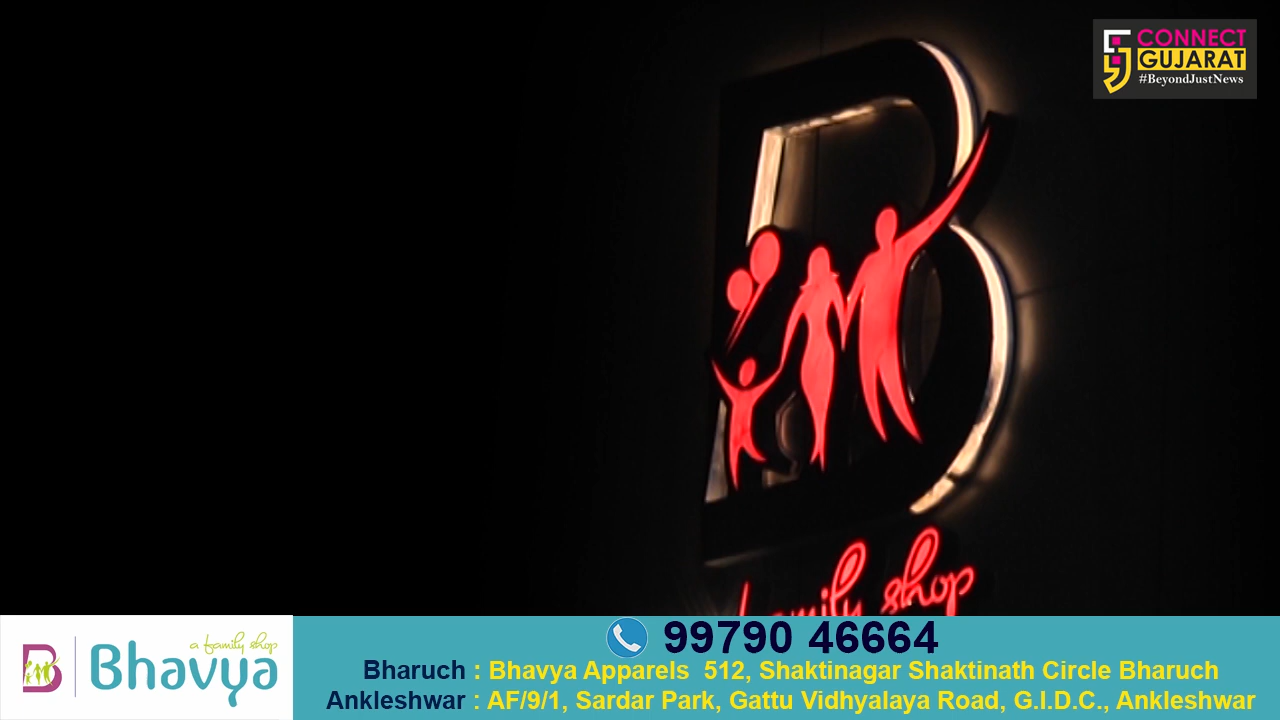 CONNECT
GUJARAT
#BeyondJustNews
B
family shop
a family shop
Bhavya
99790 46664
Bharuch : Bhavya Apparels 512, Shaktinagar Shaktinath Circle Bharuch
Ankleshwar : AF/9/1, Sardar Park, Gattu Vidhyalaya Road, G.I.D.C., Ankleshwar